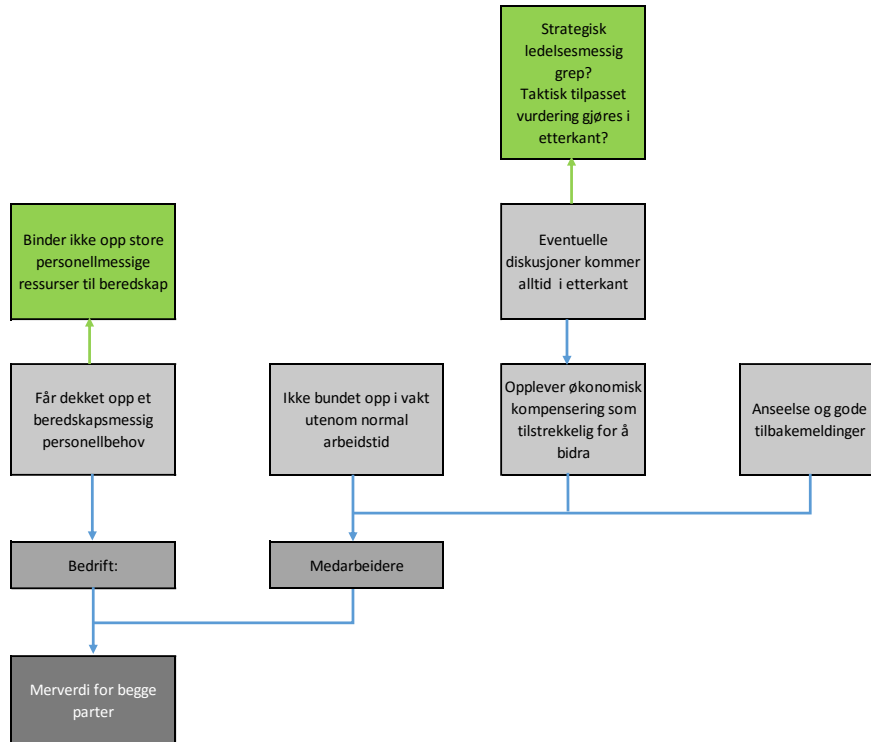 Strategisk
ledelsesmessig
grep?
Taktisk tilpasset
vurdering gjøres i
etterkant?
Binder ikke opp store
personellmessige
ressurser til beredskap
Eventuelle
diskusjoner kommer
alltid  i etterkant
Får dekket opp et
beredskapsmessig
personellbehov
Ikke bundet opp i vakt
utenom normal
arbeidstid
Opplever økonomisk
kompensering som
tilstrekkelig for å
bidra
Anseelse og gode
tilbakemeldinger
Bedrift:
Medarbeidere
Merverdi for begge
parter